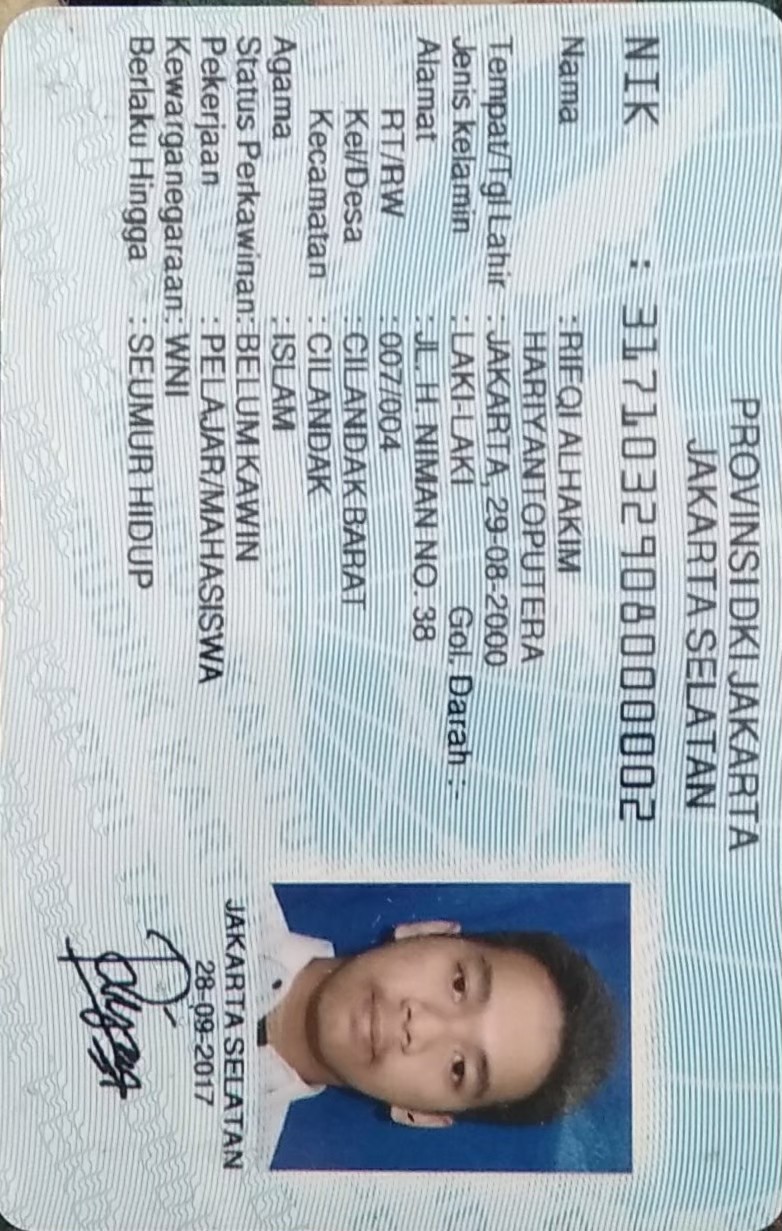 PROVINSI DKI JAKARTA
JAKARTA SELATAN
NIK : 3171032908000002
Nama : RIFQI ALHAKIM
HARIYANTOPUTERA
Tempat/Tgl Lahir : JAKARTA, 29-08-2000
Jenis kelamin : LAKI-LAKI Gol. Darah :-
Alamat : JL. H. NIMAN NO. 38
RT/RW : 007/004
Kel/Desa : CILANDAK BARAT
Kecamatan : CILANDAK
Agama : ISLAM
Status Perkawinan: BELUM KAWIN
Pekerjaan : PELAJAR/MAHASISWA
Kewarganegaraan: WNI
Berlaku Hingga : SEUMUR HIDUP
JAKARTA SELATAN
28-09-2017